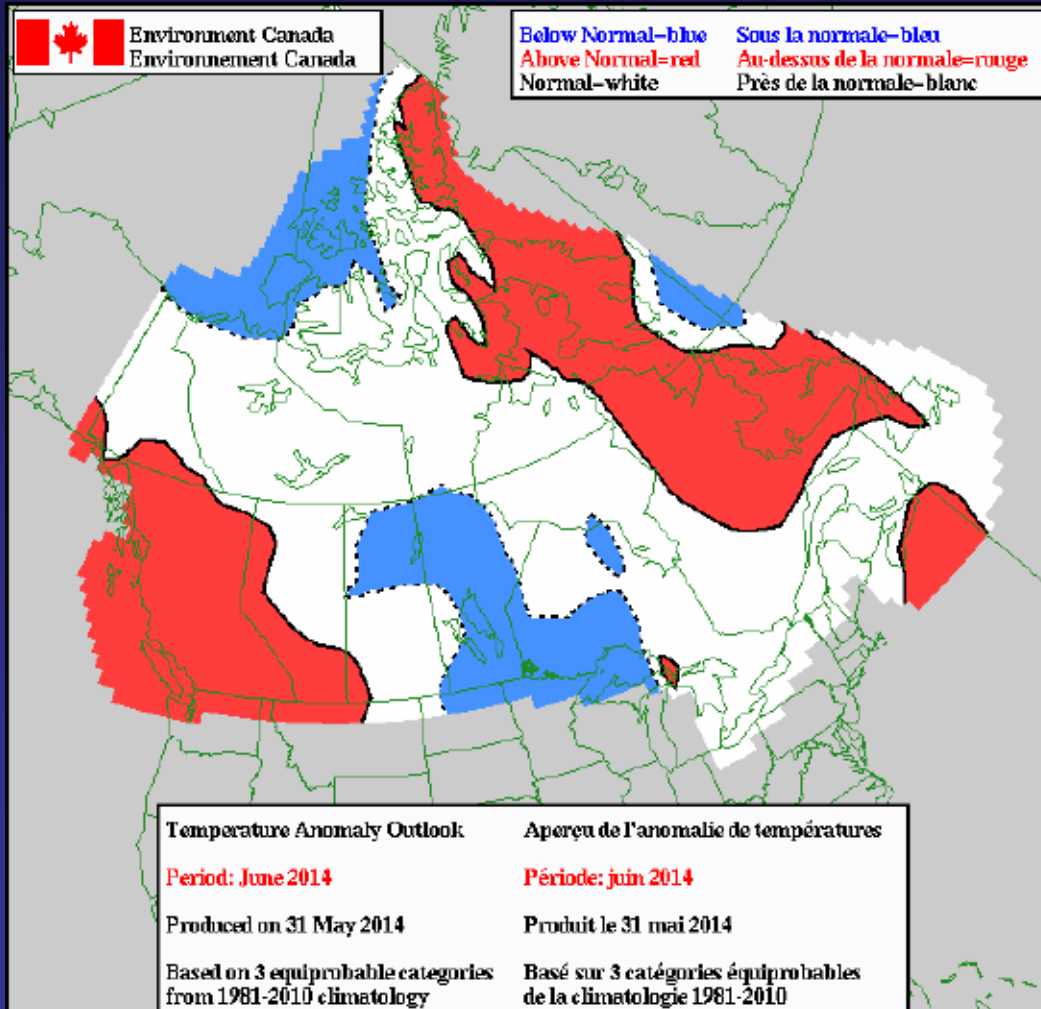 Environment Canada
Environnement Canada
Below Normal-blue Sous la normale-bleu
Above Normal=red Au-dessus de la normale=rouge
Normal-white Près de la normale-blanc
Temperature Anomaly Outlook Aperçu de l'anomalie de températures
Period: June 2014 Période: juin 2014
Produced on 31 May 2014 Produit le 31 mai 2014
Based on 3 equiprobable categories Basé sur 3 catégories équiprobables
from 1981-2010 climatology de la climatologie 1981-2010